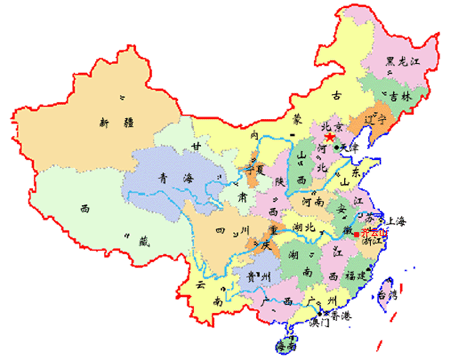 黑龙江
吉林
辽宁
内
蒙
古
北京
天津
河
北
新疆
甘
肃
宁夏
山
西
山
东
青海
陕
西
河南
江
苏
上海
安
徽
西
藏
四川
重
庆
湖北
浙江
湖
南
江
西
福建
贵州
云
南
广西
广州
台湾
香港
澳门
海南